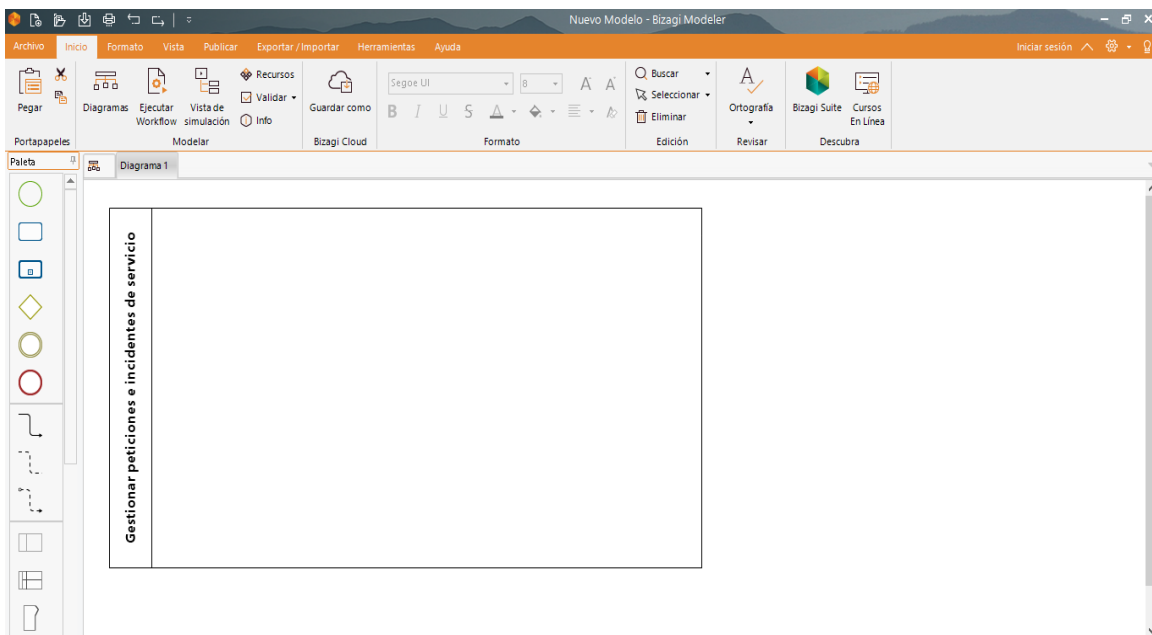 Nuevo Modelo - Bizagi Modeler
Archivo Inicio Formato Vista Publicar Exportar / Importar Herramientas Ayuda Iniciar sesión
Pegar
Portapapeles
Diagramas
Ejecutar Workflow
Vista de simulación
Recursos
Validar
Info
Modelar
Guardar como
Bizagi Cloud
Segoe UI 8 A A
B I U S A
Formato
Buscar
Seleccionar
Eliminar
Edición
A
Ortografía
Revisar
Bizagi Suite
Cursos En Línea
Descubra
Paleta
Diagrama 1
Gestionar peticiones e incidentes de servicio